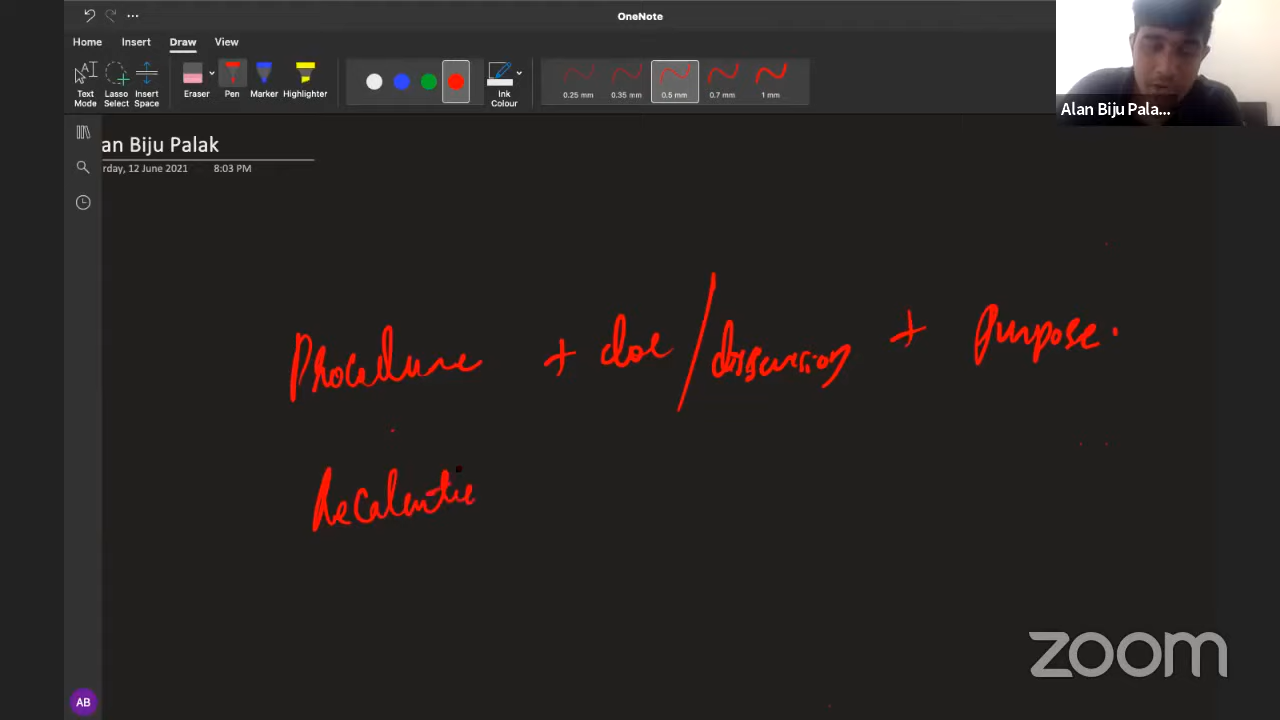 OneNote
Home Insert Draw View
Text Mode Lasso Select Insert Space Eraser Pen Marker Highlighter Ink Colour 0.25 mm 0.35 mm 0.5 mm 0.7 mm 1 mm
Alan Biju Pala...
an Biju Palak
rday, 12 June 2021 8:03 PM
Procedure + doc / discussion + purpose.
zoom
AB